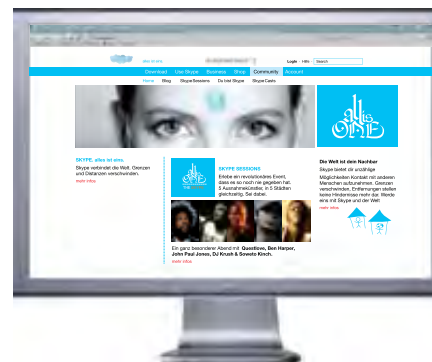 Login Hilfe Search
Download Use Skype Business Shop Community Account
Home Blog Skype Sessions Du bist Skype Skype Casts
all is ONE
SKYPE, alles ist eins.
Skype verbindet die Welt. Grenzen
und Distanzen verschwinden.
mehr infos
SKYPE SESSIONS
Erlebe ein revolutionäres Event,
dass es so noch nie gegeben hat.
5 Ausnahmekünstler, in 5 Städten
gleichzeitig. Sei dabei.
Ein ganz besonderer Abend mit Questlove, Ben Harper,
John Paul Jones, DJ Krush & Soweto Kinch.
mehr infos
Die Welt ist dein Nachbar
Skype bietet dir unzählige
Möglichkeiten Kontakt mit anderen
Menschen aufzunehmen. Grenzen
verschwinden, Entfernungen stellen
keine Hindernisse mehr da. Werde
eins mit Skype und der Welt
mehr infos